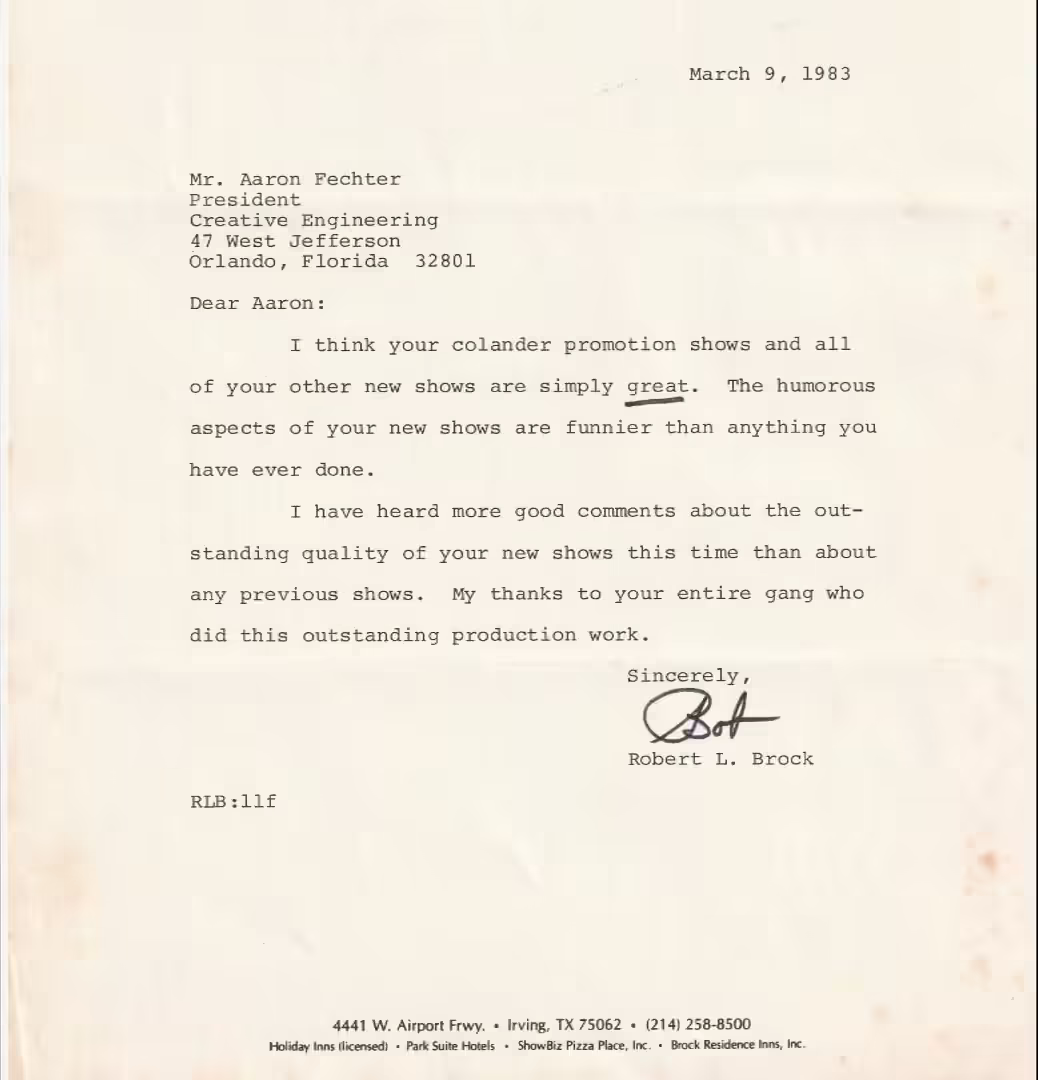 March 9, 1983
Mr. Aaron Fechter
President
Creative Engineering
47 West Jefferson
Orlando, Florida  32801
Dear Aaron:
I think your colander promotion shows and all
of your other new shows are simply great.  The humorous
aspects of your new shows are funnier than anything you
have ever done.
I have heard more good comments about the out-
standing quality of your new shows this time than about
any previous shows.  My thanks to your entire gang who
did this outstanding production work.
Sincerely,
Bob
Robert L. Brock
RLB:llf
4441 W. Airport Frwy. • Irving, TX 75062 • (214) 258-8500
Holiday Inns (licensed) • Park Suite Hotels • ShowBiz Pizza Place, Inc. • Brock Residence Inns, Inc.